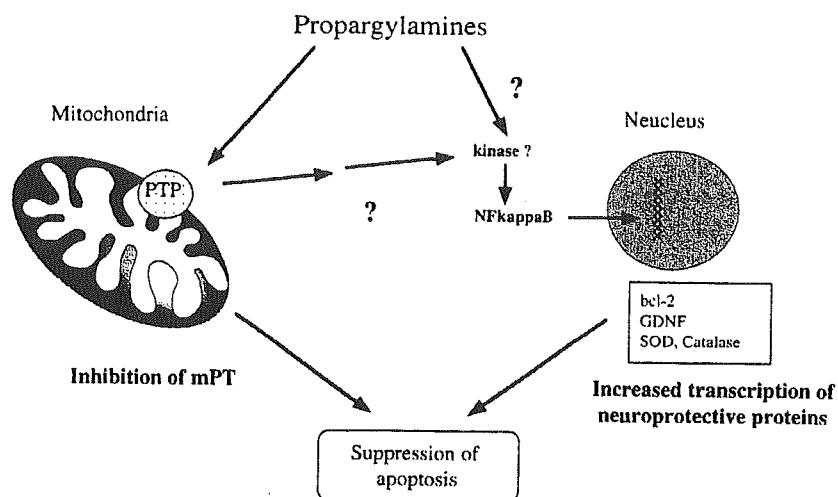 Propargylamines
?
Mitochondria
Neucleus
kinase ?
PTP
?
NFkappaB
bcl-2
GDNF
SOD, Catalase
Inhibition of mPT
Increased transcription of
neuroprotective proteins
Suppression of
apoptosis